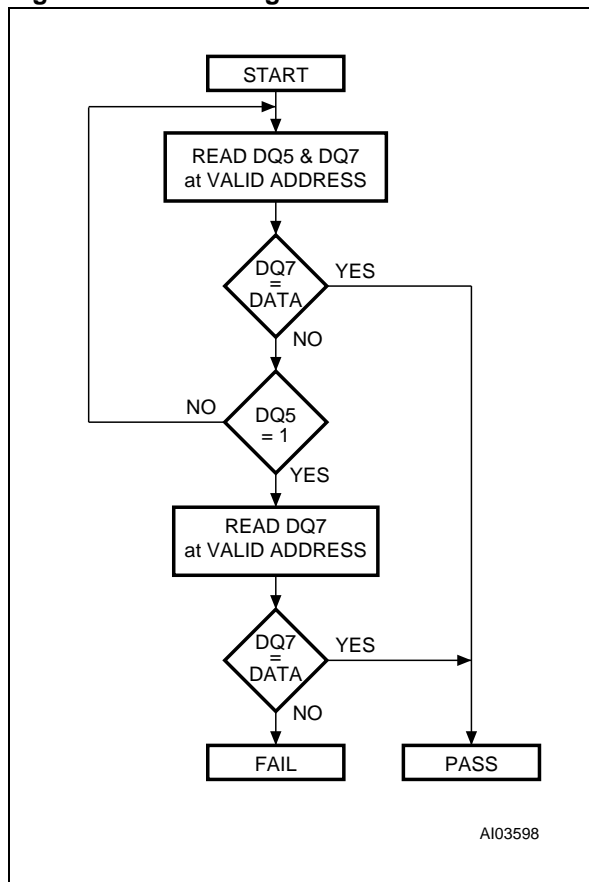 START
READ DQ5 & DQ7
at VALID ADDRESS
DQ7
=
DATA
YES
NO
DQ5
= 1
NO
YES
READ DQ7
at VALID ADDRESS
DQ7
=
DATA
YES
NO
FAIL
PASS
AI03598